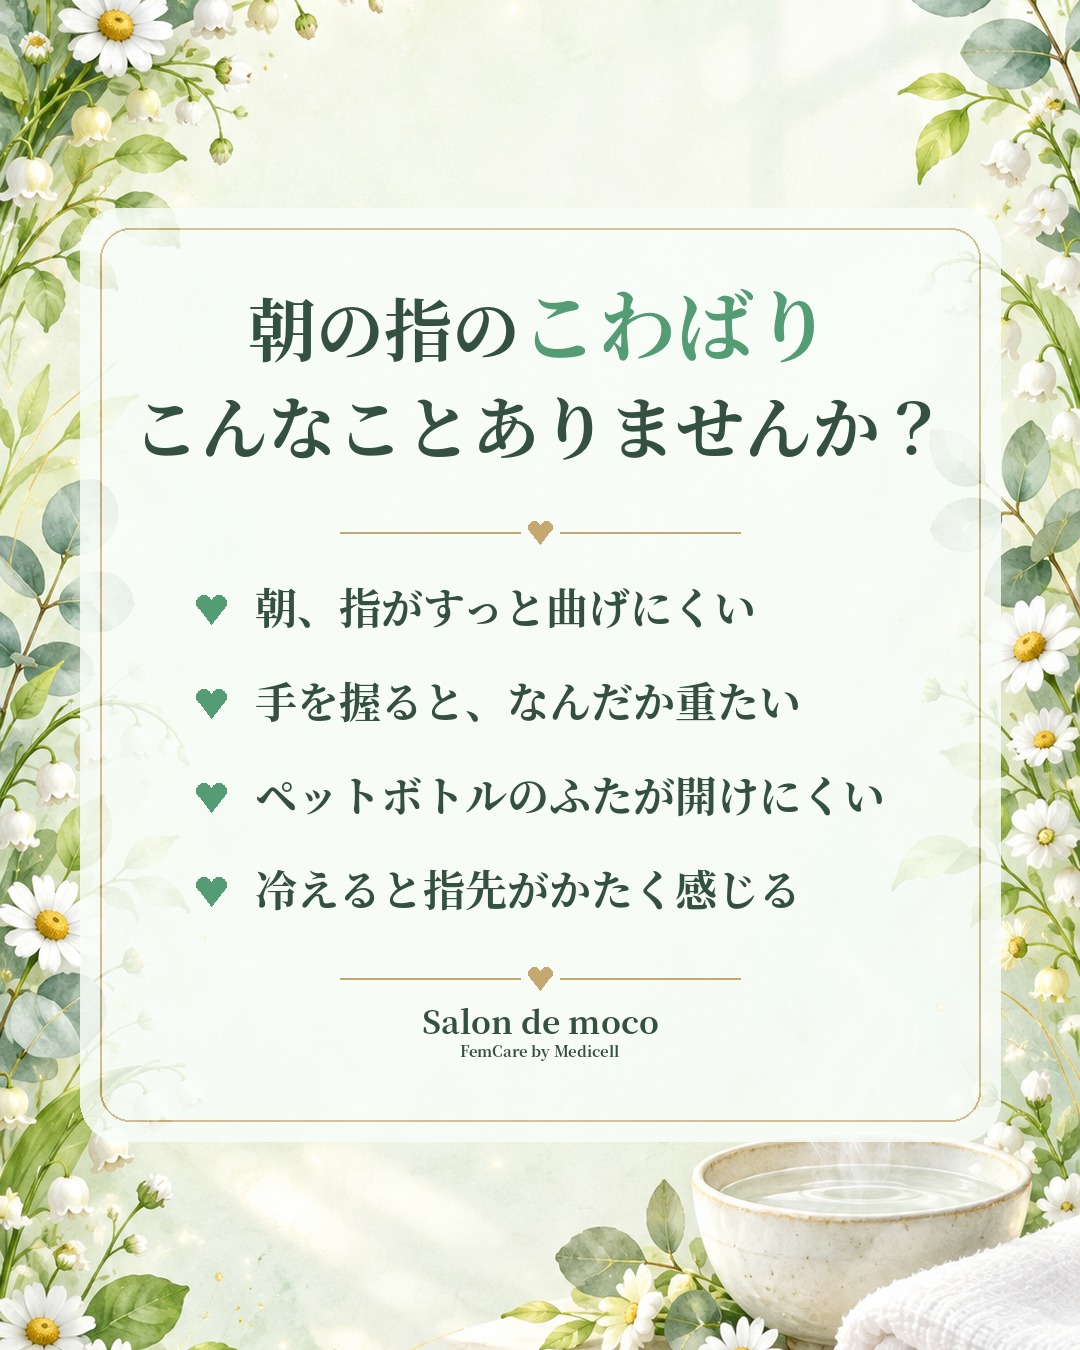 朝の指のこわばり
こんなことありませんか？
朝、指がすっと曲げにくい
手を握ると、なんだか重たい
ペットボトルのふたが開けにくい
冷えると指先がかたく感じる
Salon de moco
FemCare by Medicell